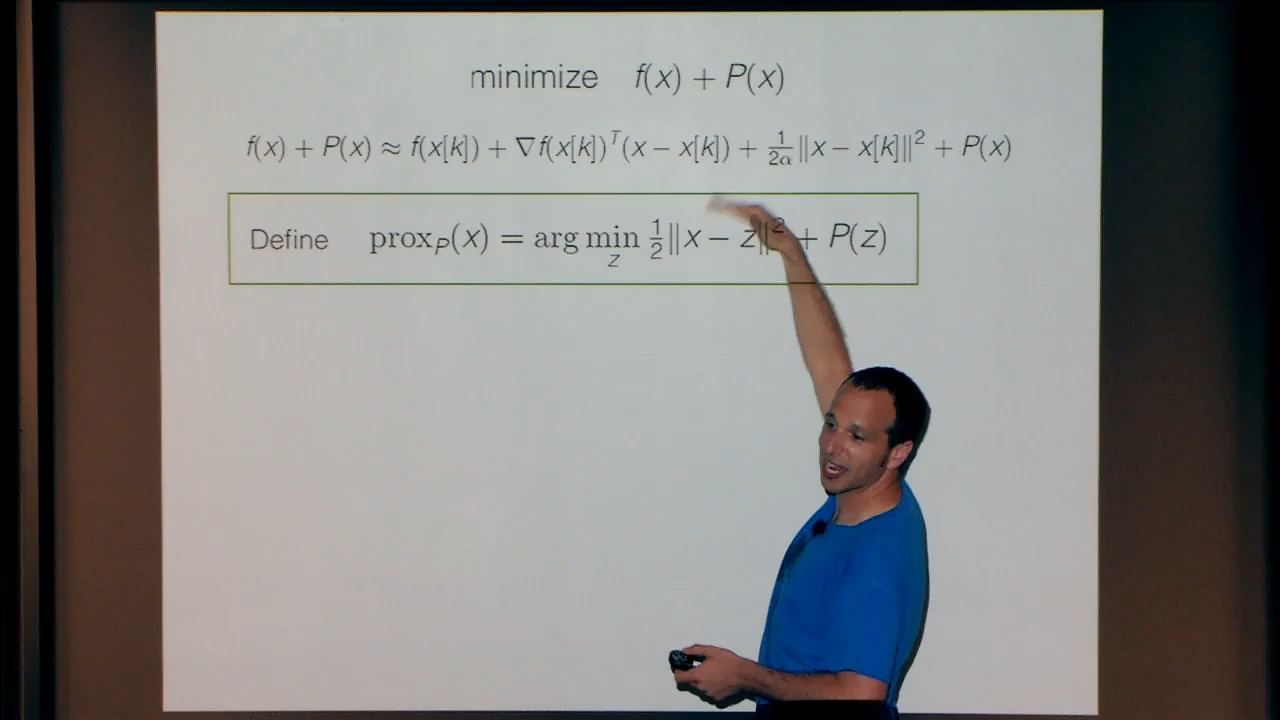 minimize f(x) + P(x)
f(x) + P(x) ≈ f(x[k]) + ∇f(x[k])ᵀ(x − x[k]) + 1/2α ‖x − x[k]‖² + P(x)
Define prox_P(x) = arg min_z 1/2 ‖x − z‖² + P(z)